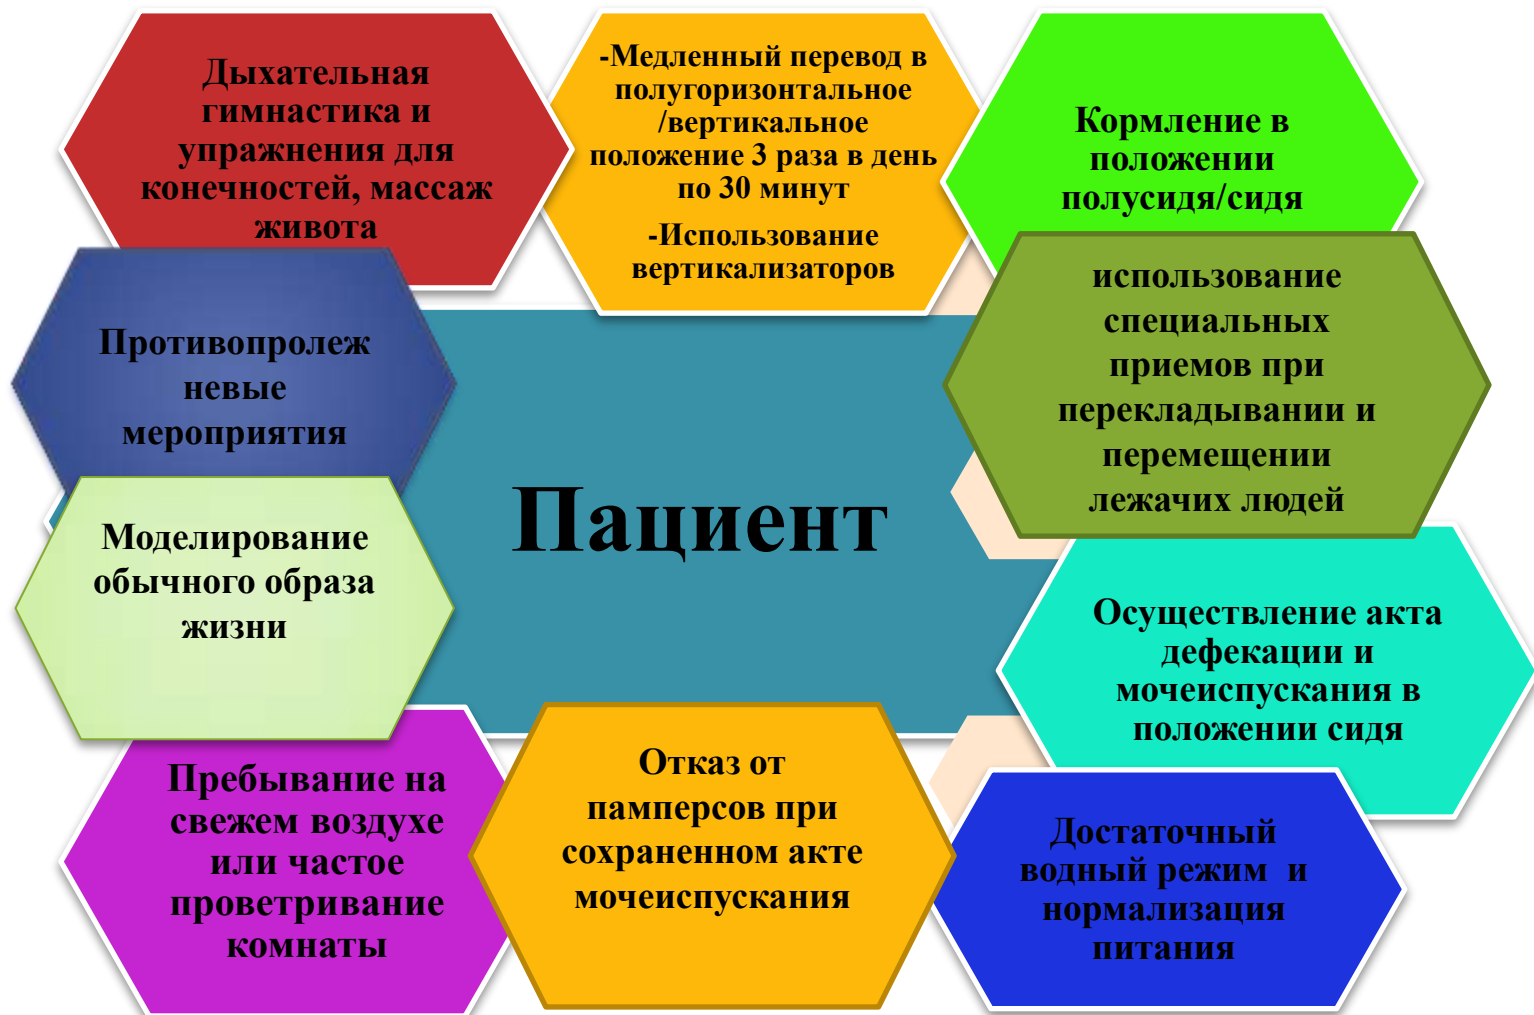 Дыхательная
гимнастика и
упражнения для
конечностей, массаж
живота
-Медленный перевод в
полугоризонтальное
/вертикальное
положение 3 раза в день
по 30 минут
-Использование
вертикализаторов
Кормление в
положении
полусидя/сидя
Противопролеж
невые
мероприятия
использование
специальных
приемов при
перекладывании и
перемещении
лежачих людей
Пациент
Моделирование
обычного образа
жизни
Осуществление акта
дефекации и
мочеиспускания в
положении сидя
Пребывание на
свежем воздухе
или частое
проветривание
комнаты
Отказ от
памперсов при
сохраненном акте
мочеиспускания
Достаточный
водный режим  и
нормализация
питания